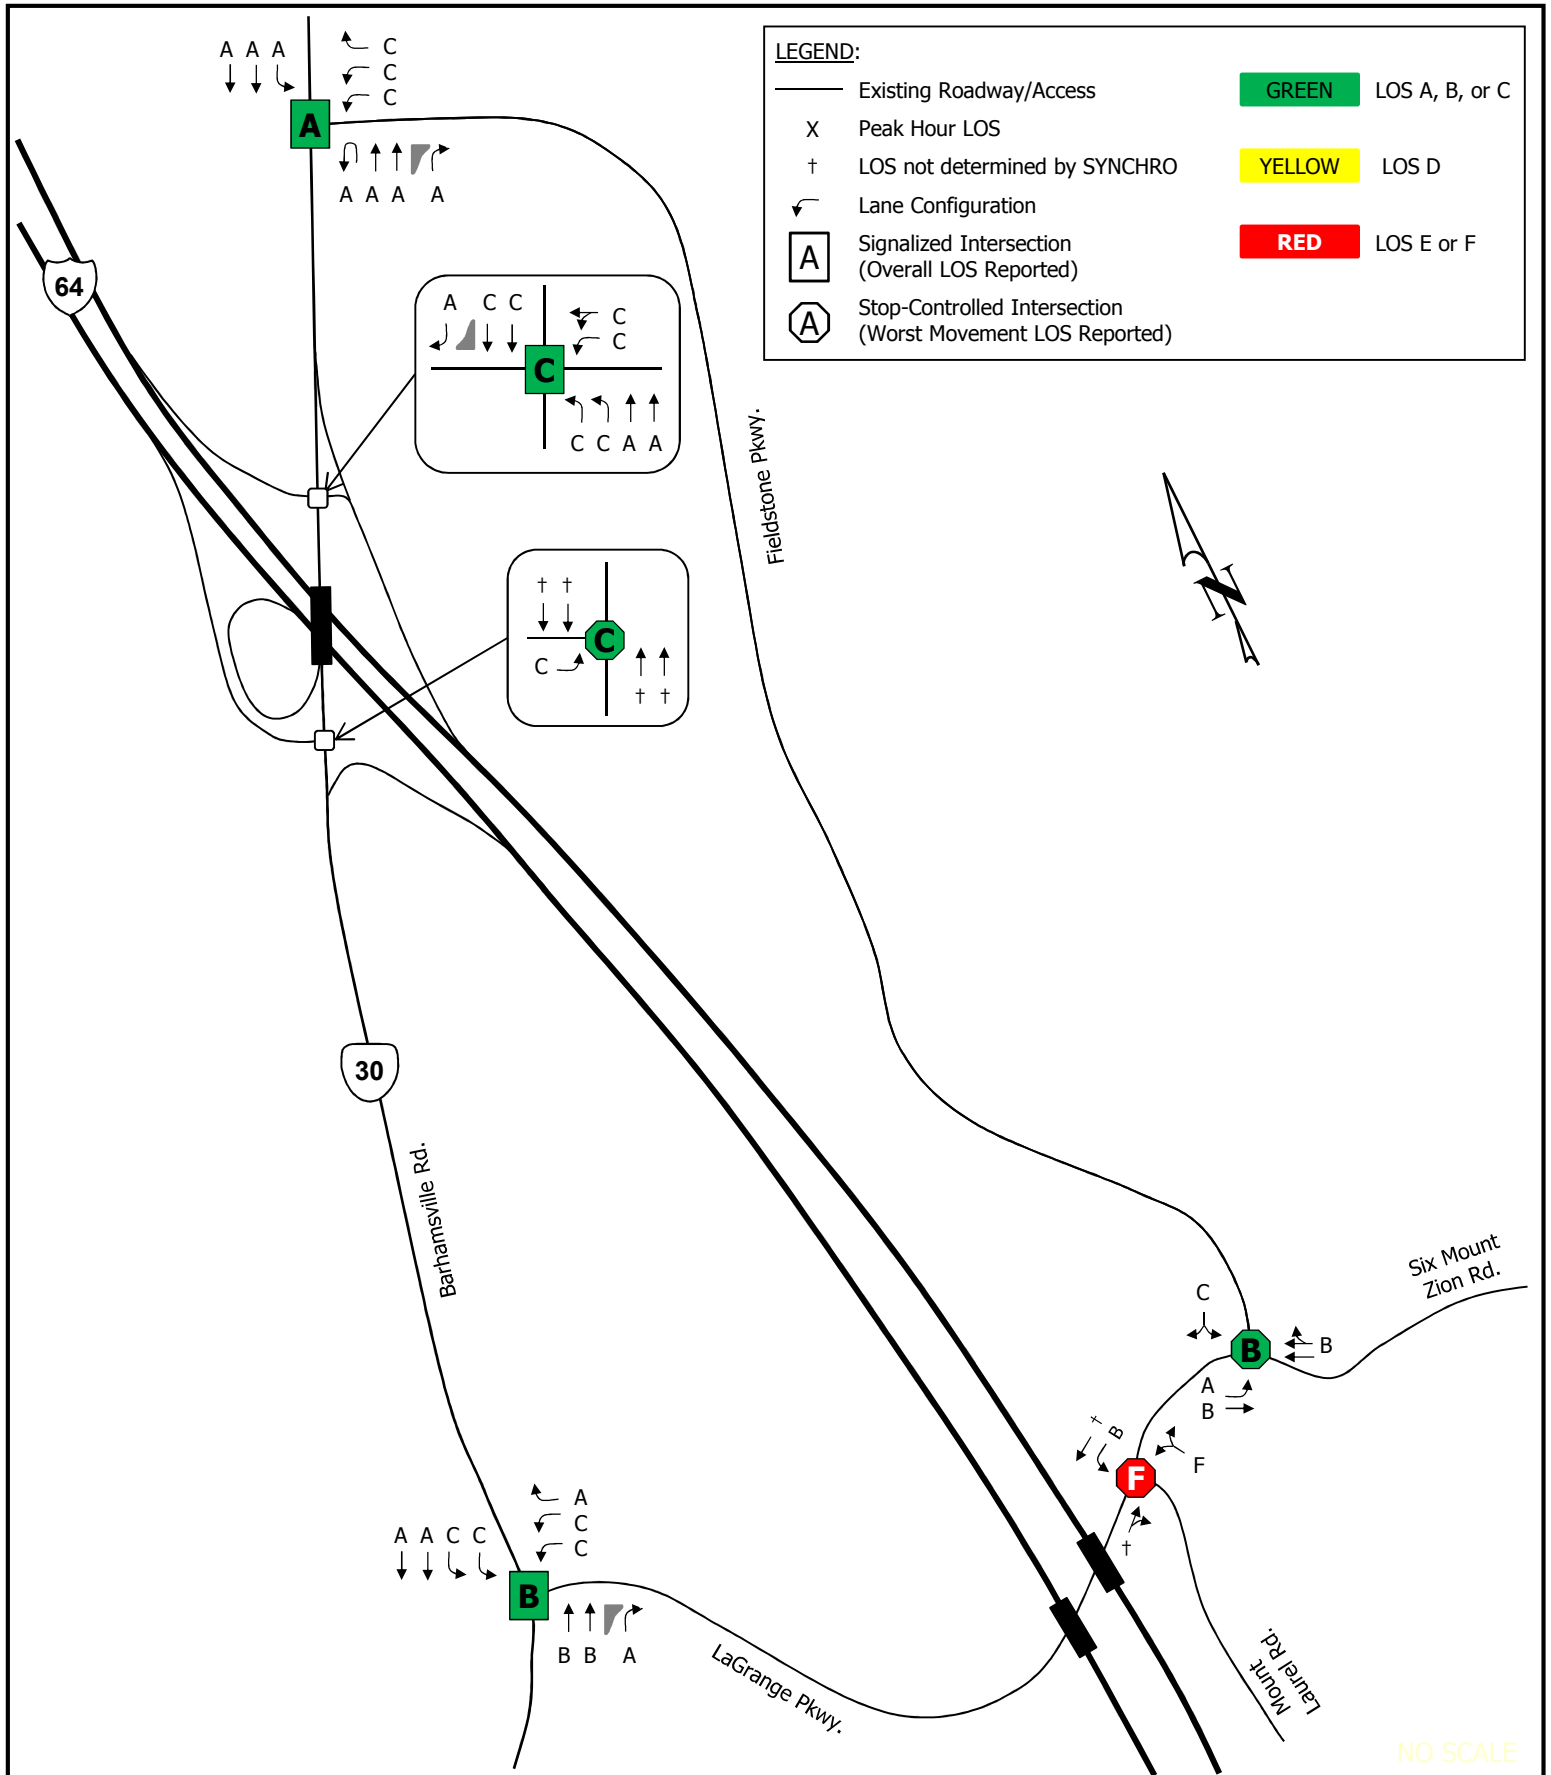 A A A
C
C
C
A
A A A A
LEGEND:
Existing Roadway/Access
X Peak Hour LOS
† LOS not determined by SYNCHRO
Lane Configuration
A Signalized Intersection
(Overall LOS Reported)
A Stop-Controlled Intersection
(Worst Movement LOS Reported)
GREEN LOS A, B, or C
YELLOW LOS D
RED LOS E or F
64
A C C
C
C
C
C C A A
Fieldstone Pkwy.
† †
C
C
† †
N
30
Barhamsville Rd.
Six Mount
Zion Rd.
C
B
B
A
B
† B
F
F
†
A
C
C
A A C C
B
B B A
LaGrange Pkwy.
Mount
Laurel Rd.
NO SCALE